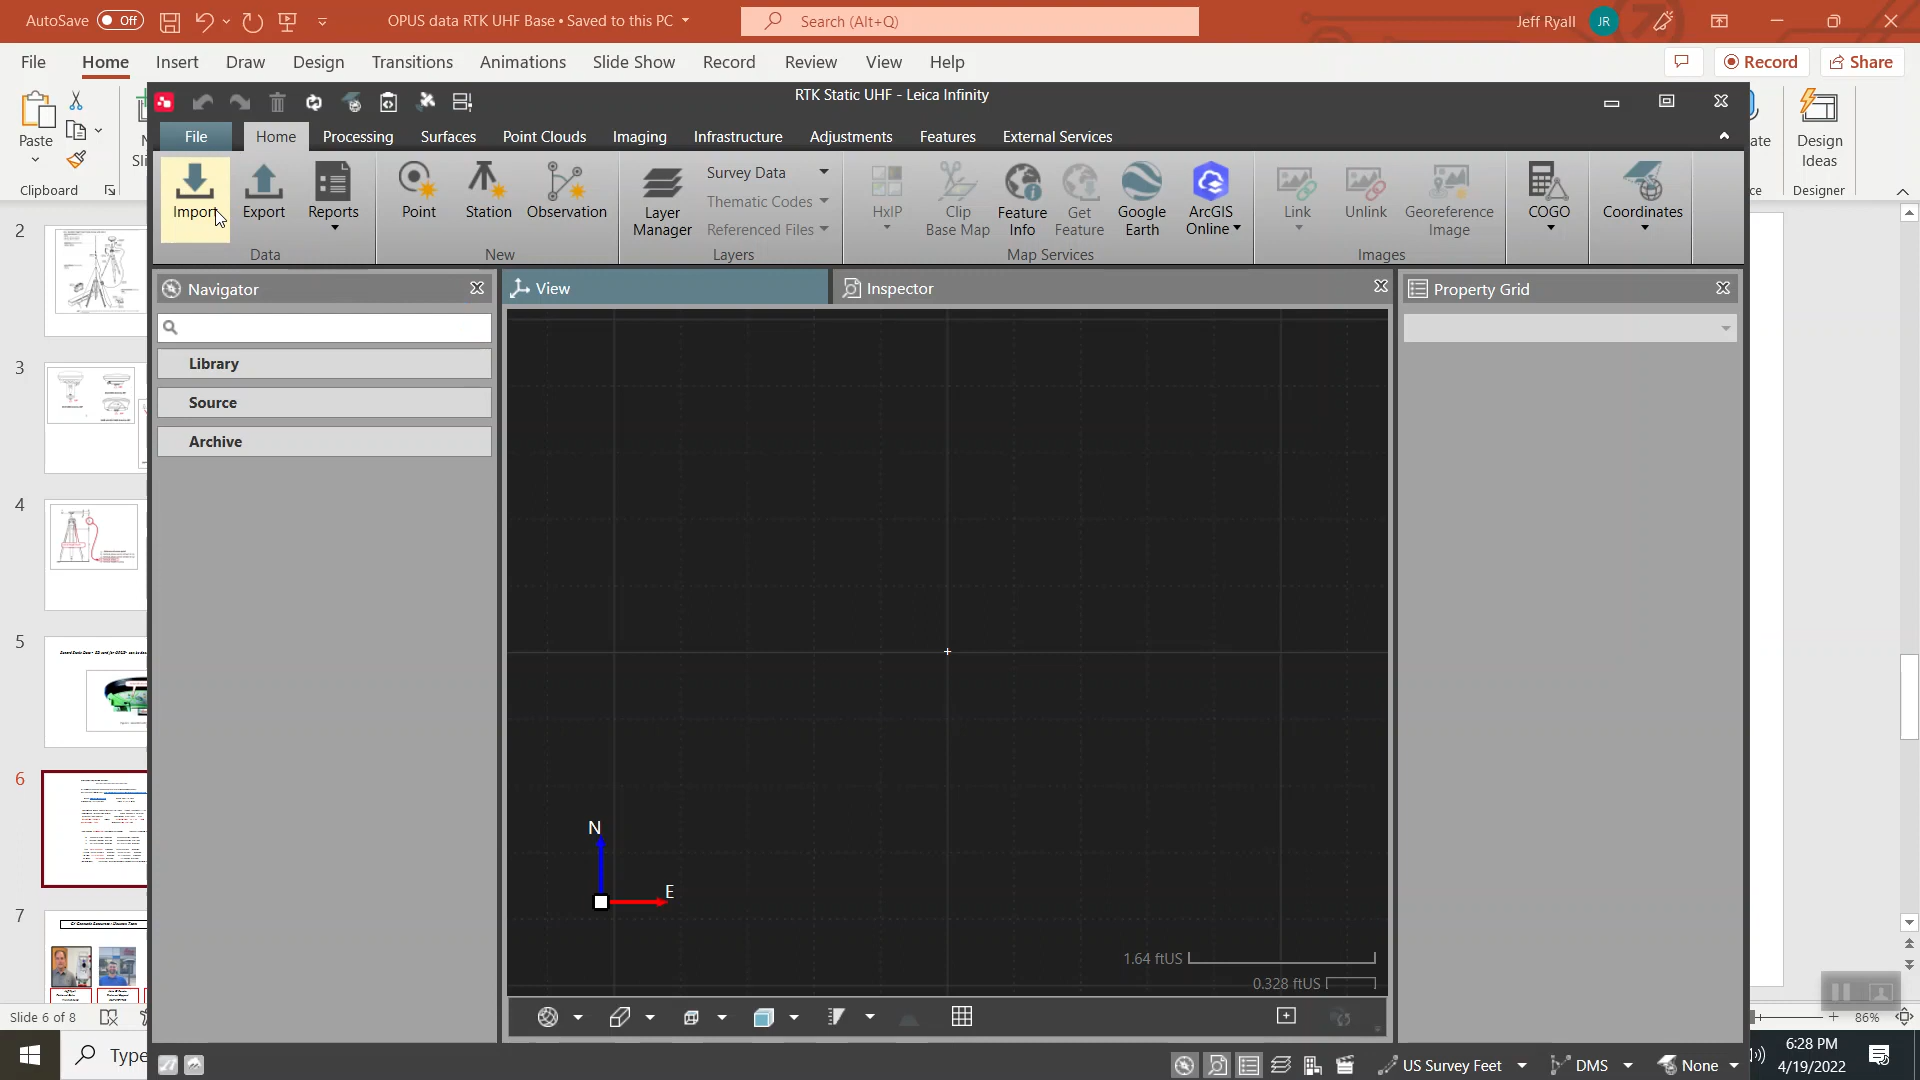 AutoSave Off OPUS data RTK UHF Base • Saved to this PC Search (Alt+Q) Jeff Ryall JR
File Home Insert Draw Design Transitions Animations Slide Show Record Review View Help Record Share
RTK Static UHF - Leica Infinity
File Home Processing Surfaces Point Clouds Imaging Infrastructure Adjustments Features External Services
Paste
Clipboard
Import Export Reports
Data
Point Station Observation
New
Layer Manager
Survey Data
Thematic Codes
Referenced Files
Layers
HxIP
Clip Base Map
Feature Info
Get Feature
Google Earth
ArcGIS Online
Map Services
Link
Unlink
Georeference Image
Images
COGO
Coordinates
Design Ideas
Designer
Navigator
View
Inspector
Property Grid
Library
Source
Archive
2
3
4
5
6
7
N
E
1.64 ftUS
0.328 ftUS
Slide 6 of 8
86%
Type
US Survey Feet DMS None
6:28 PM
4/19/2022